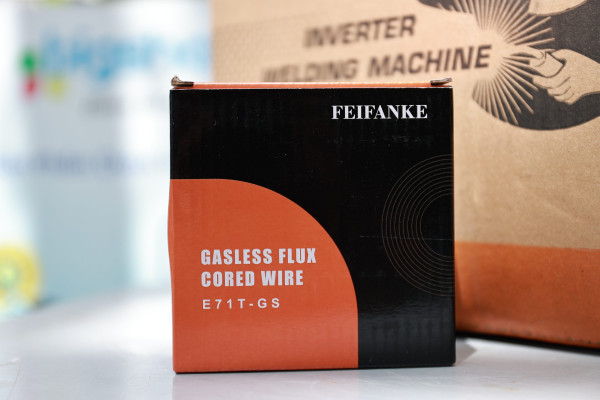 INVERTER
WELDING MACHINE
FEIFANKE
GASLESS FLUX
CORED WIRE
E71T-GS